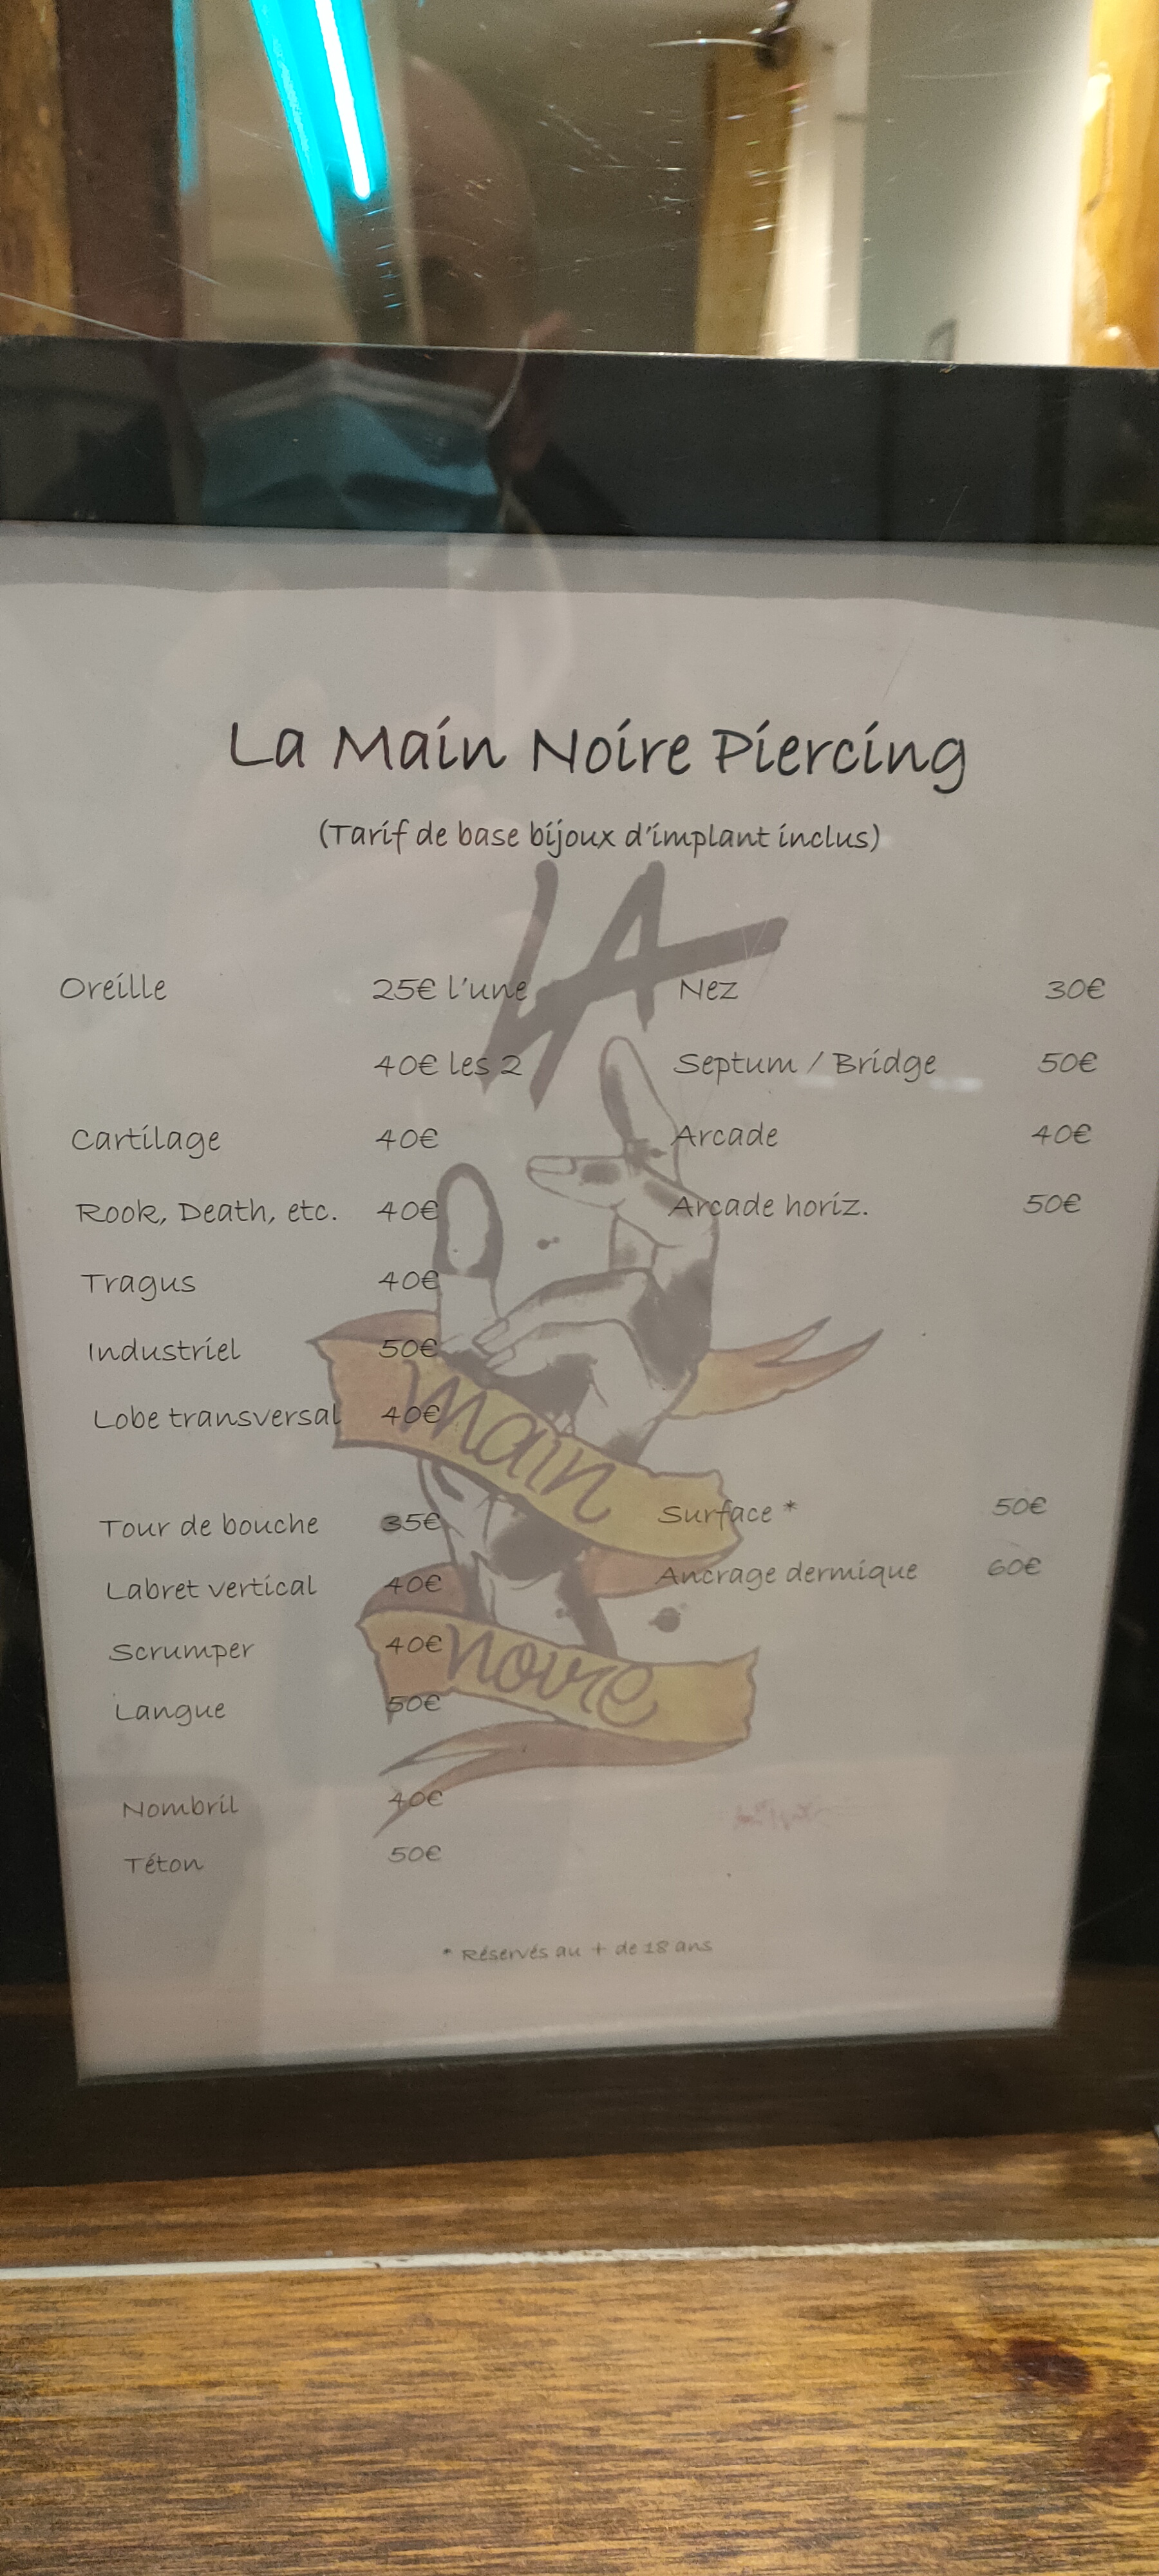 La Main Noire Piercing
(Tarif de base bijoux d'implant inclus)
LA
Oreille 25€ l'une
40€ les 2
Cartilage 40€
Rook, Death, etc. 40€
Tragus 40€
Industriel 50€
Lobe transversal 40€
Tour de bouche 35€
Labret vertical 40€
Scrumper 40€
Langue 50€
Nombril 40€
Téton 50€
Nez 30€
Septum / Bridge 50€
Arcade 40€
Arcade horiz. 50€
Surface * 50€
Ancrage dermique 60€
main
noire
* Réservés au + de 18 ans